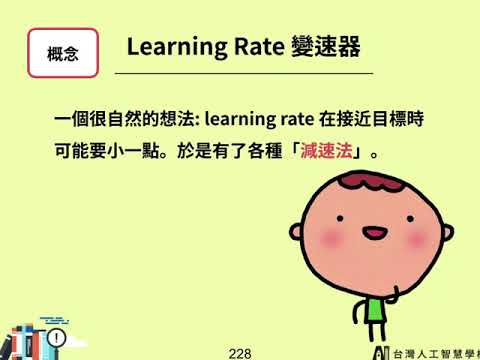 概念
Learning Rate 變速器
一個很自然的想法: learning rate 在接近目標時
可能要小一點。於是有了各種「減速法」。
228
AI 台灣人工智慧學校